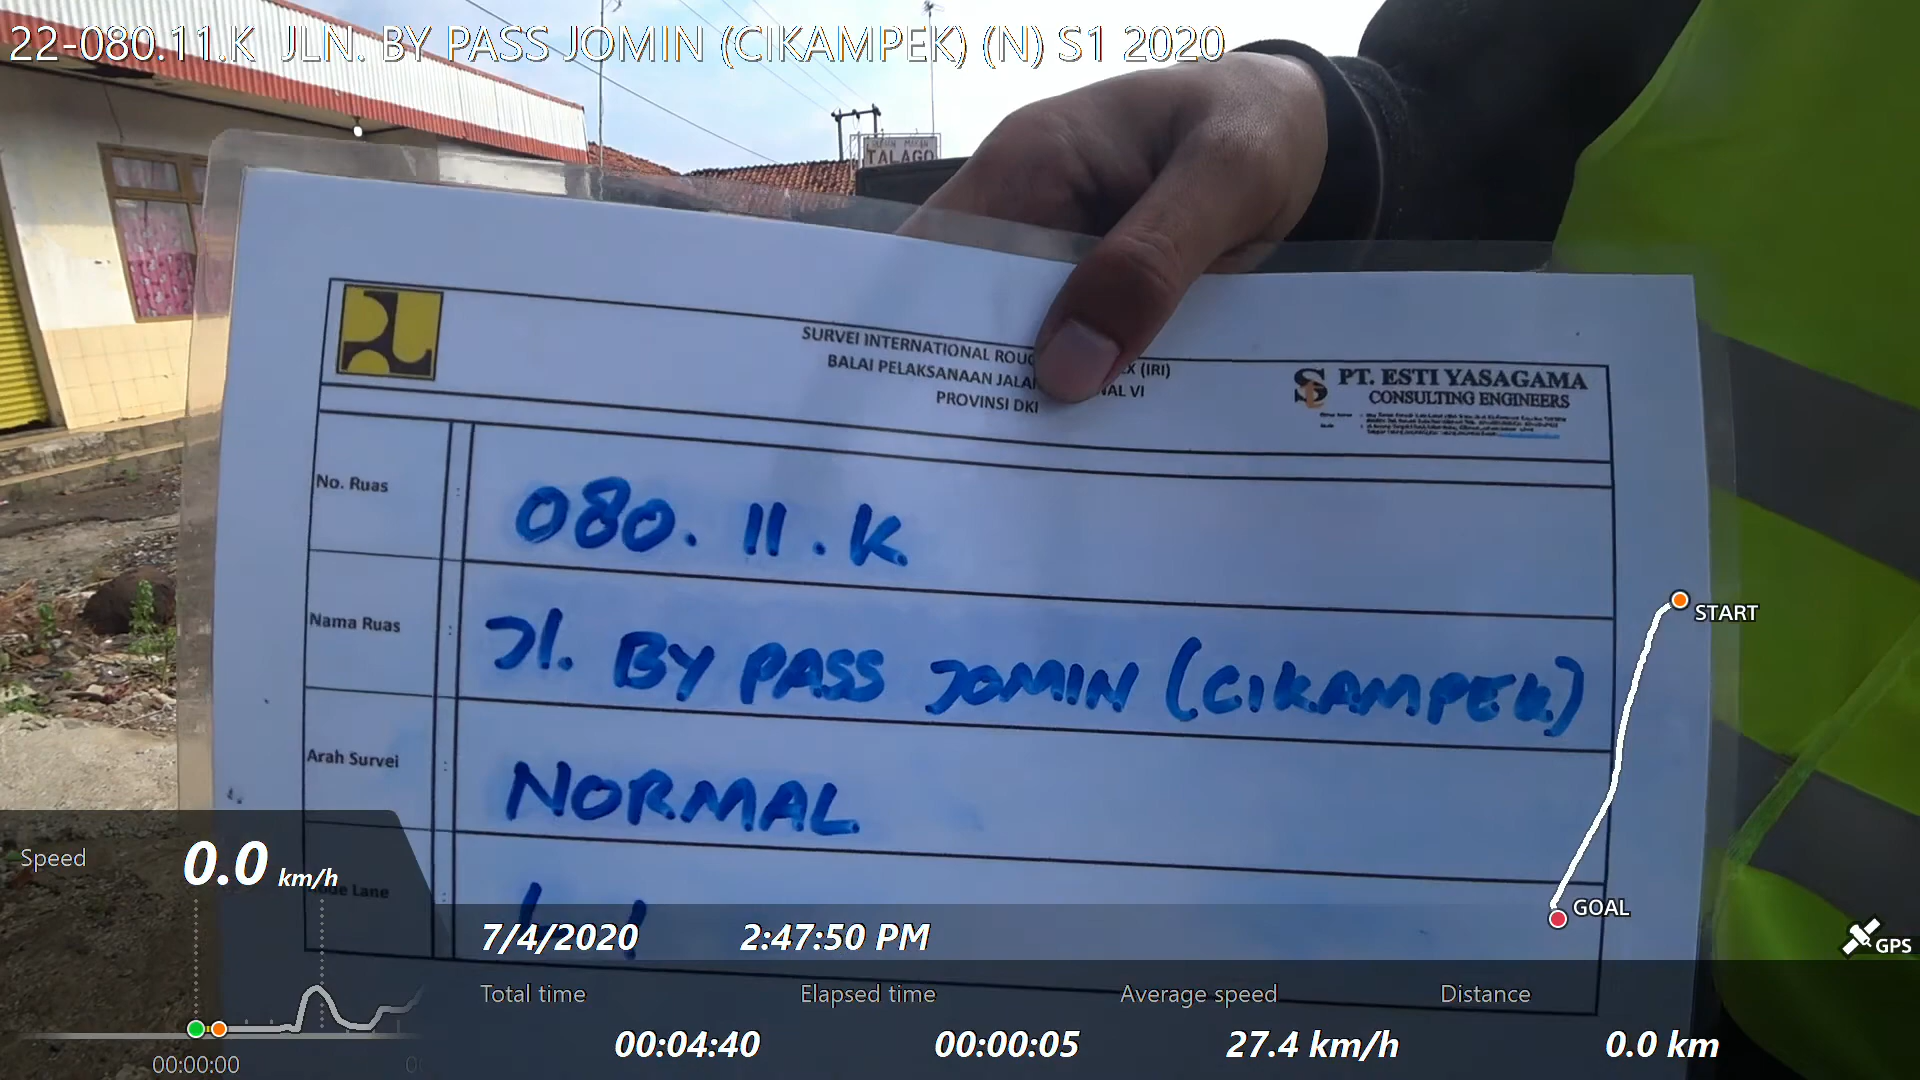 22-080.11.K JLN. BY PASS JOMIN (CIKAMPEK) (N) S1 2020
TALAGO
SURVEI INTERNATIONAL ROUG X (IRI)
BALAI PELAKSANAAN JALAN NAL VI
PROVINSI DKI
PT. ESTI YASAGAMA
CONSULTING ENGINEERS
No. Ruas : 080.11.K
Nama Ruas : Jl. BY PASS JOMIN (CIKAMPEK)
Arah Survei : NORMAL
Lane :
START
GOAL
GPS
Speed 0.0 km/h
7/4/2020 2:47:50 PM
Total time Elapsed time Average speed Distance
00:04:40 00:00:05 27.4 km/h 0.0 km
00:00:00